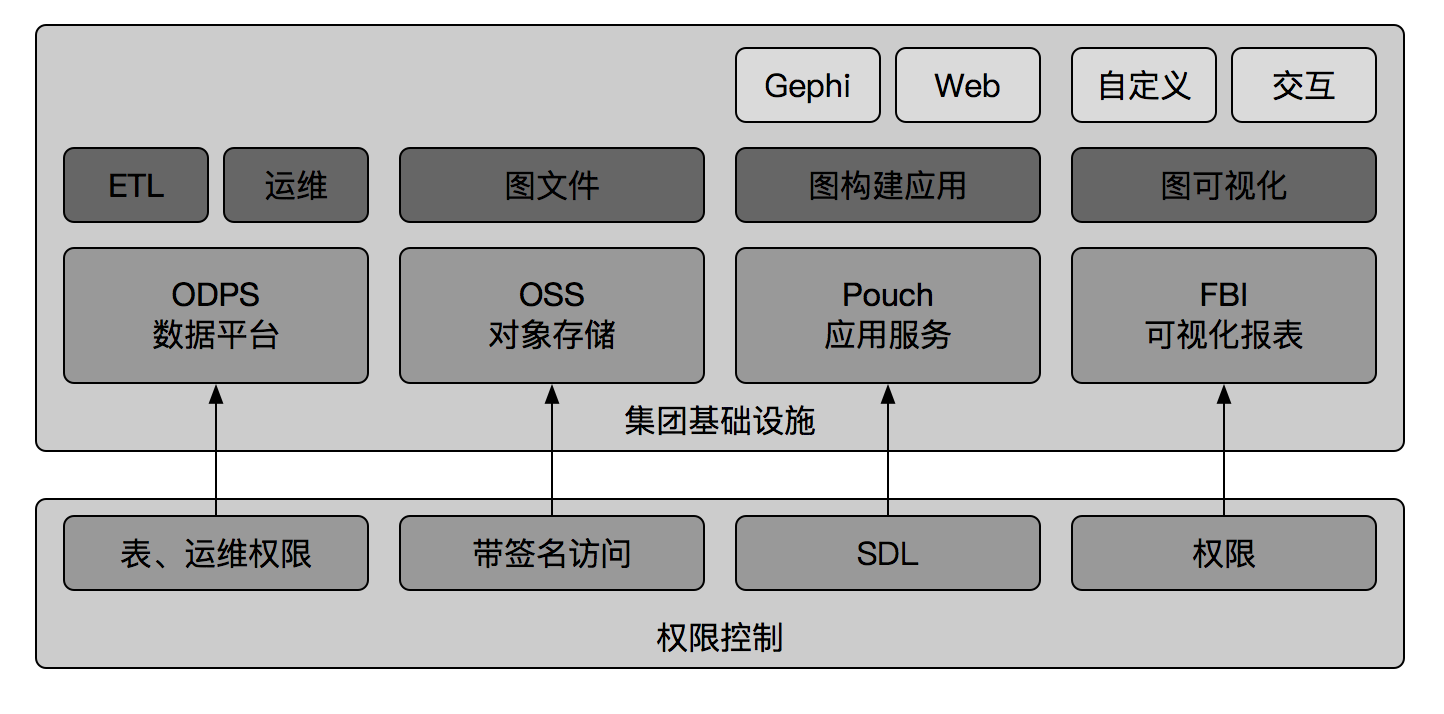 Gephi
Web
自定义
交互
ETL
运维
图文件
图构建应用
图可视化
ODPS
数据平台
OSS
对象存储
Pouch
应用服务
FBI
可视化报表
集团基础设施
表、运维权限
带签名访问
SDL
权限
权限控制